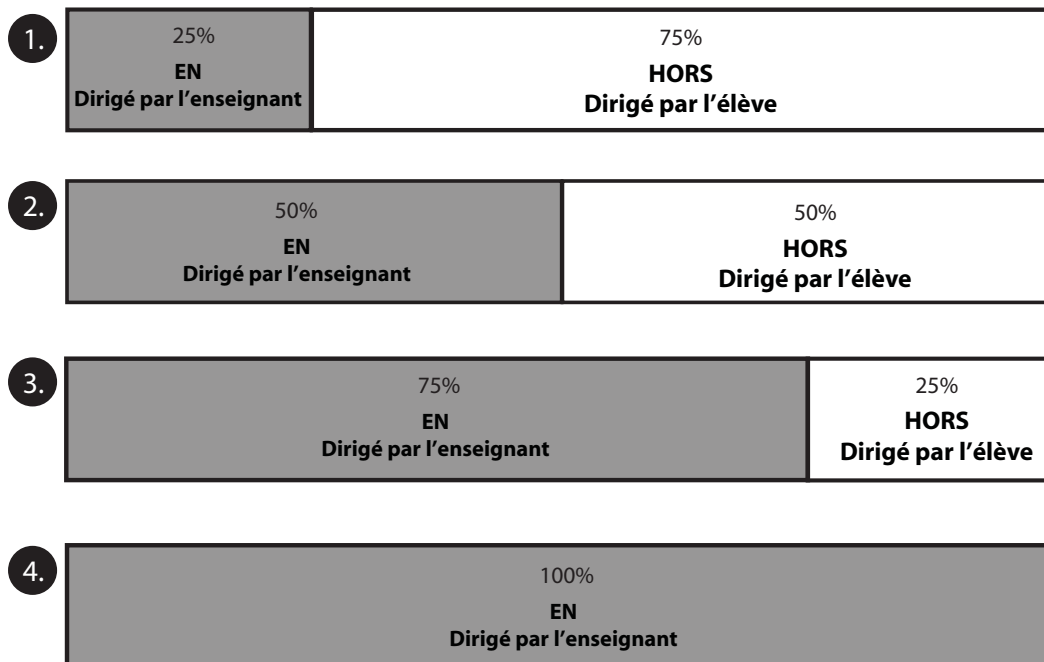 1.
25%
EN
Dirigé par l'enseignant
75%
HORS
Dirigé par l'élève
2.
50%
EN
Dirigé par l'enseignant
50%
HORS
Dirigé par l'élève
3.
75%
EN
Dirigé par l'enseignant
25%
HORS
Dirigé par l'élève
4.
100%
EN
Dirigé par l'enseignant